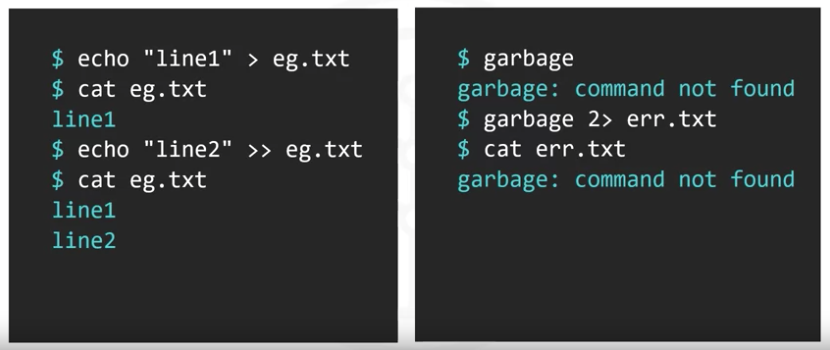 $ echo "line1" > eg.txt
$ cat eg.txt
line1
$ echo "line2" >> eg.txt
$ cat eg.txt
line1
line2
$ garbage
garbage: command not found
$ garbage 2> err.txt
$ cat err.txt
garbage: command not found